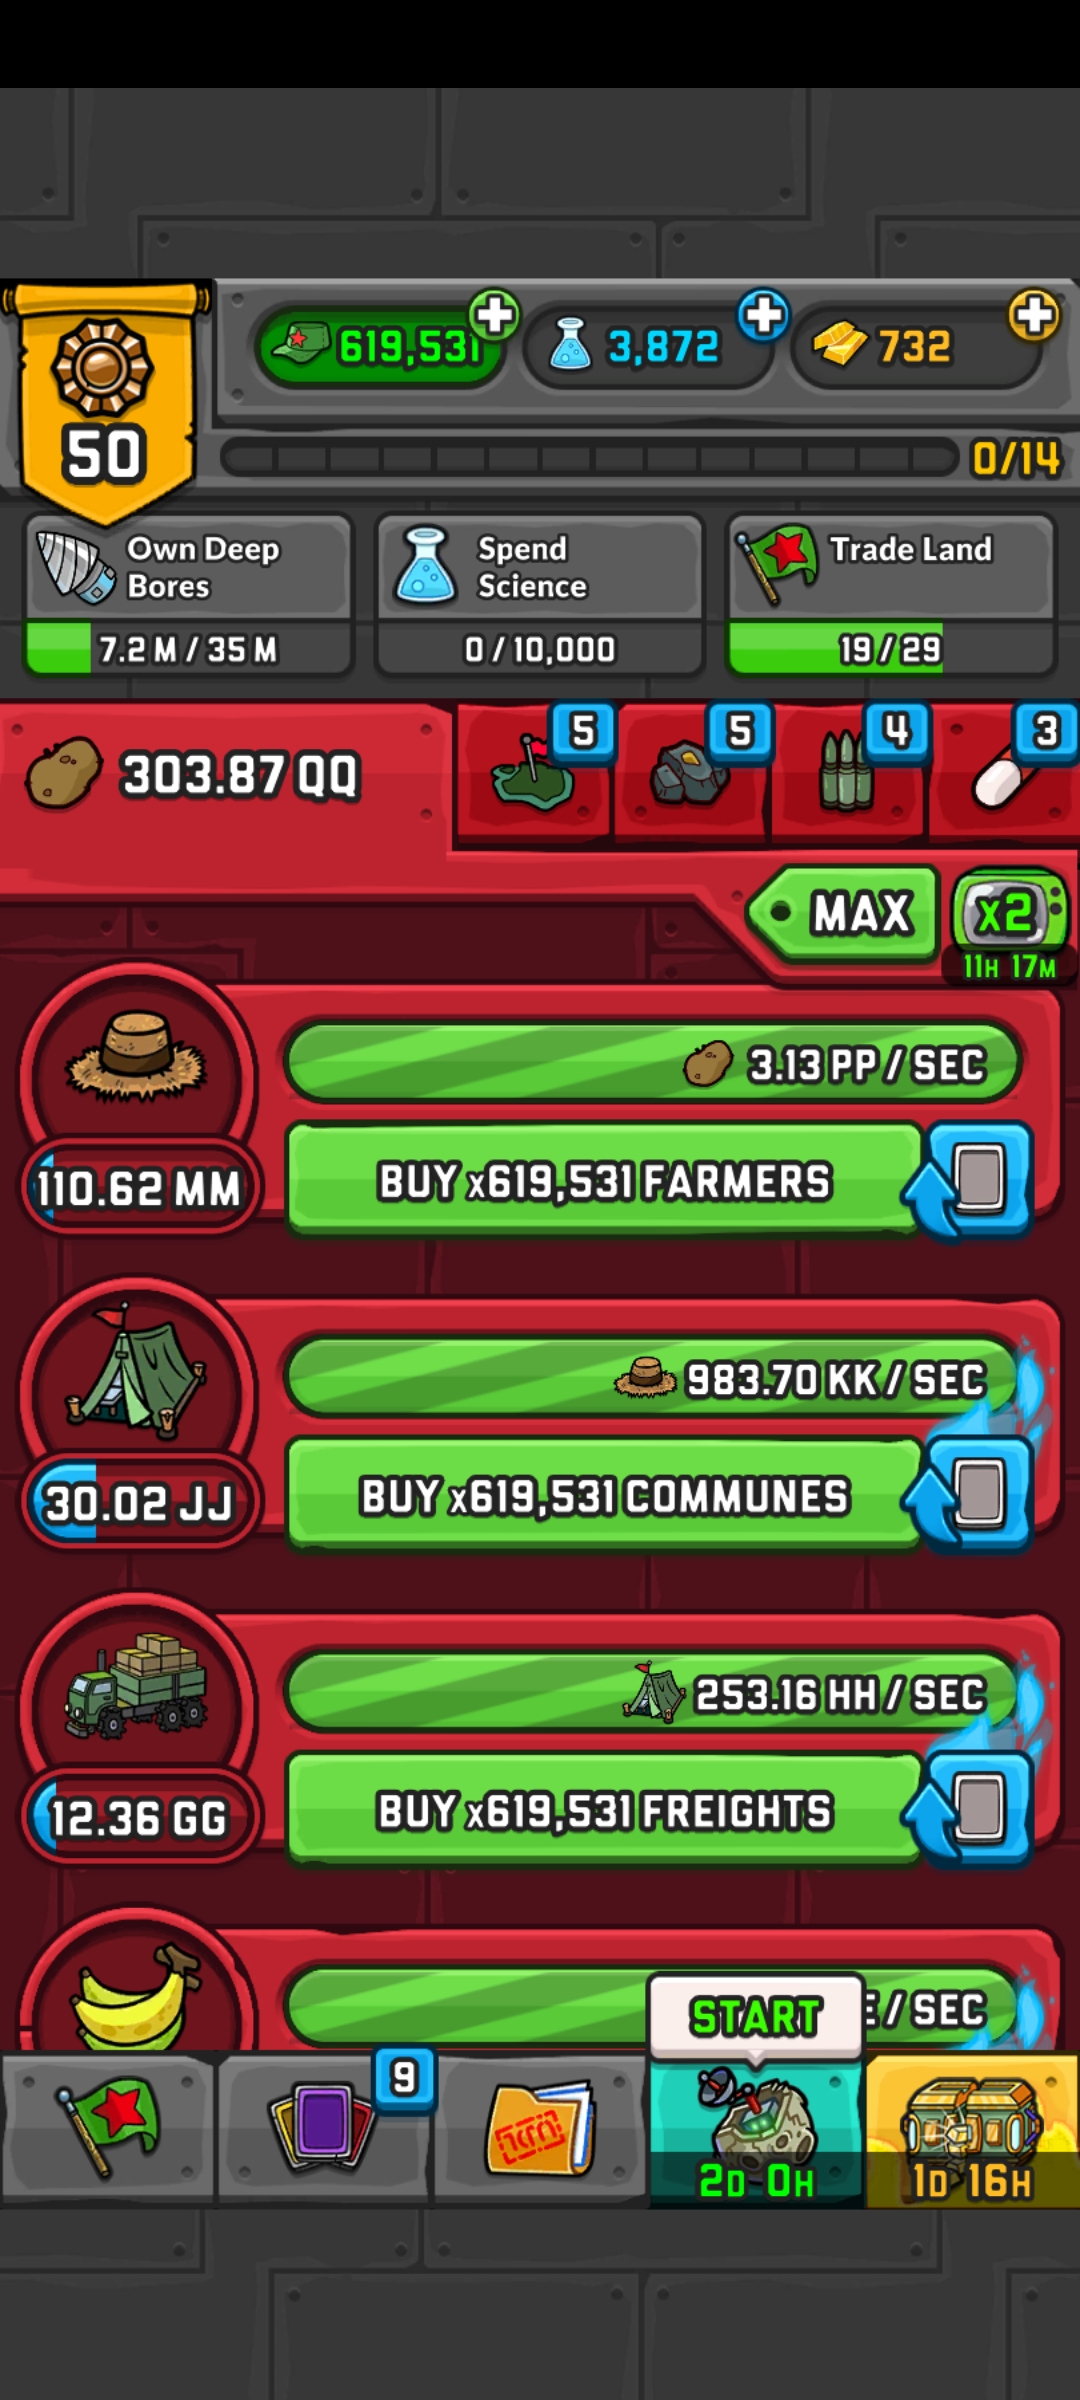 619,531
3,872
732
50
0/14
Own Deep
Bores
7.2 M / 35 M
Spend
Science
0 / 10,000
Trade Land
19 / 29
303.87 QQ
5
5
4
3
MAX
x2
11H 17M
3.13 PP / SEC
110.62 MM
BUY x619,531 FARMERS
983.70 KK / SEC
30.02 JJ
BUY x619,531 COMMUNES
253.16 HH / SEC
12.36 GG
BUY x619,531 FREIGHTS
/ SEC
START
9
2D 0H
1D 16H